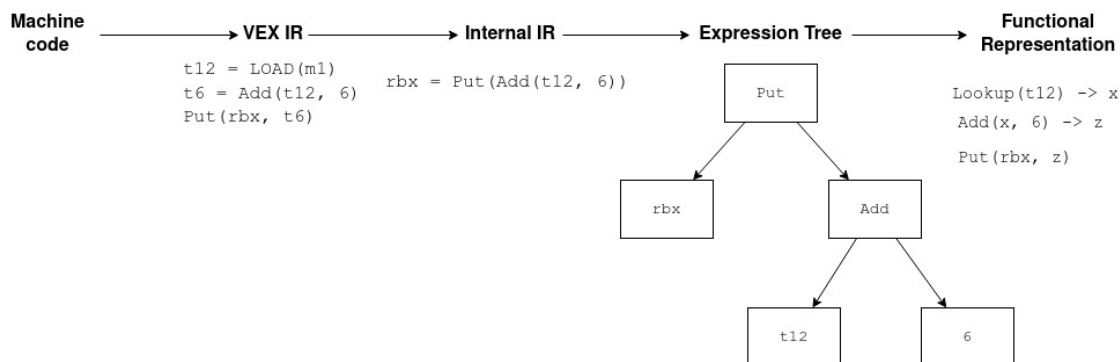 Machine
code
VEX IR
Internal IR
Expression Tree
Functional
Representation
t12 = LOAD(m1)
t6 = Add(t12, 6)
Put(rbx, t6)
rbx = Put(Add(t12, 6))
Put
rbx
Add
t12
6
Lookup(t12) -> x
Add(x, 6) -> z
Put(rbx, z)